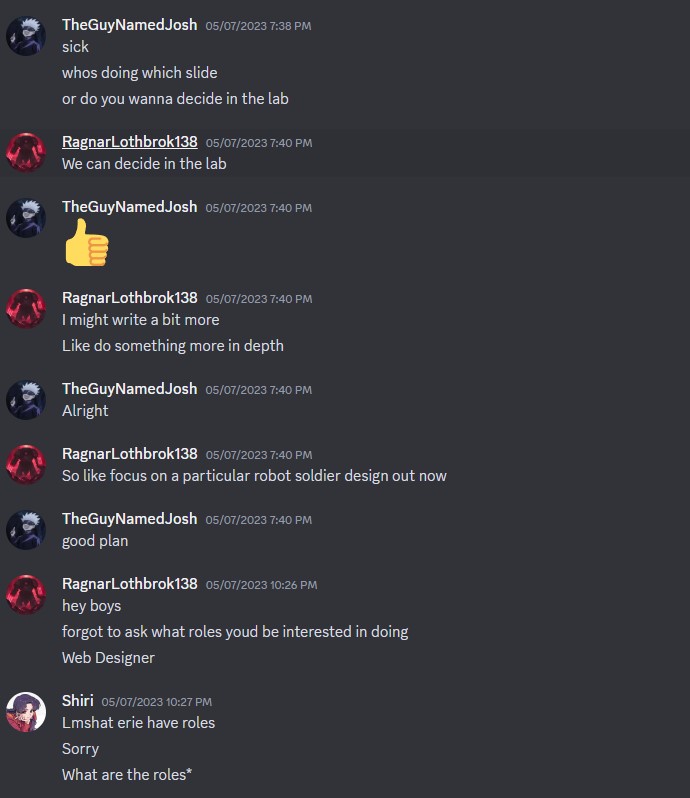 TheGuyNamedJosh 05/07/2023 7:38 PM
sick
whos doing which slide
or do you wanna decide in the lab
RagnarLothbrok138 05/07/2023 7:40 PM
We can decide in the lab
TheGuyNamedJosh 05/07/2023 7:40 PM
RagnarLothbrok138 05/07/2023 7:40 PM
I might write a bit more
Like do something more in depth
TheGuyNamedJosh 05/07/2023 7:40 PM
Alright
RagnarLothbrok138 05/07/2023 7:40 PM
So like focus on a particular robot soldier design out now
TheGuyNamedJosh 05/07/2023 7:40 PM
good plan
RagnarLothbrok138 05/07/2023 10:26 PM
hey boys
forgot to ask what roles youd be interested in doing
Web Designer
Shiri 05/07/2023 10:27 PM
Lmshat erie have roles
Sorry
What are the roles*